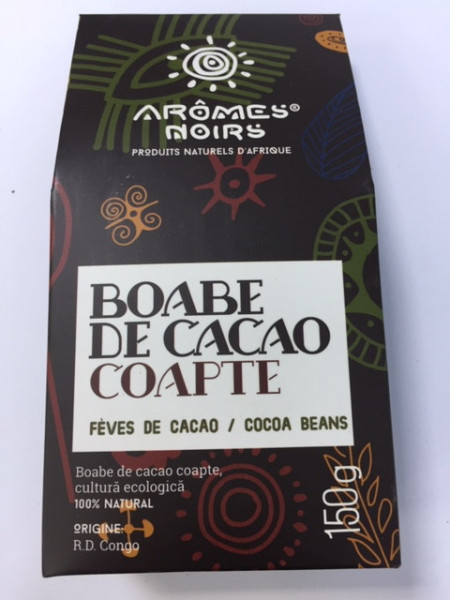 ARÔMES®
NOIRS
PRODUITS NATURELS D'AFRIQUE
BOABE
DE CACAO
COAPTE
FÈVES DE CACAO / COCOA BEANS
Boabe de cacao coapte,
cultură ecologică
100% NATURAL
ORIGINE:
R.D. Congo
150g